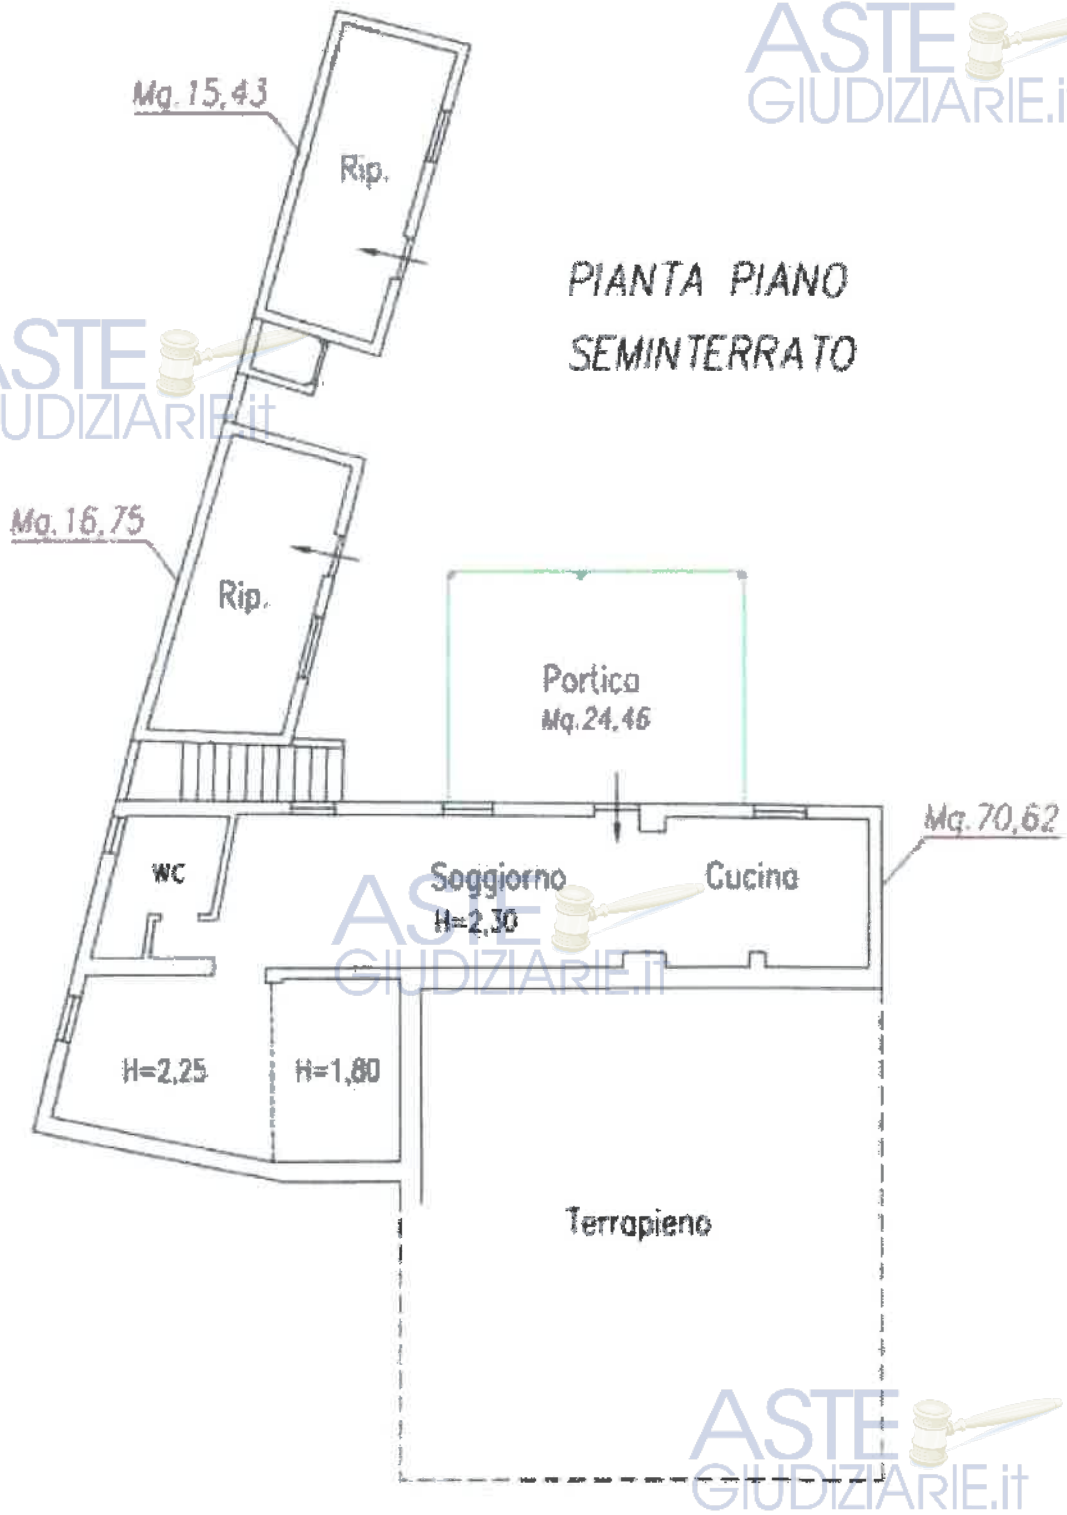 ASTE
GIUDIZIARIE.it
Mq. 15,43
Rip.
PIANTA PIANO
SEMINTERRATO
ASTE
GIUDIZIARIE.it
Mq. 16,75
Rip.
Portico
Mq. 24,46
Mq. 70,62
WC
Soggiorno
H=2,30
Cucina
ASTE
GIUDIZIARIE.it
H=2,25
H=1,80
Terrapieno
ASTE
GIUDIZIARIE.it